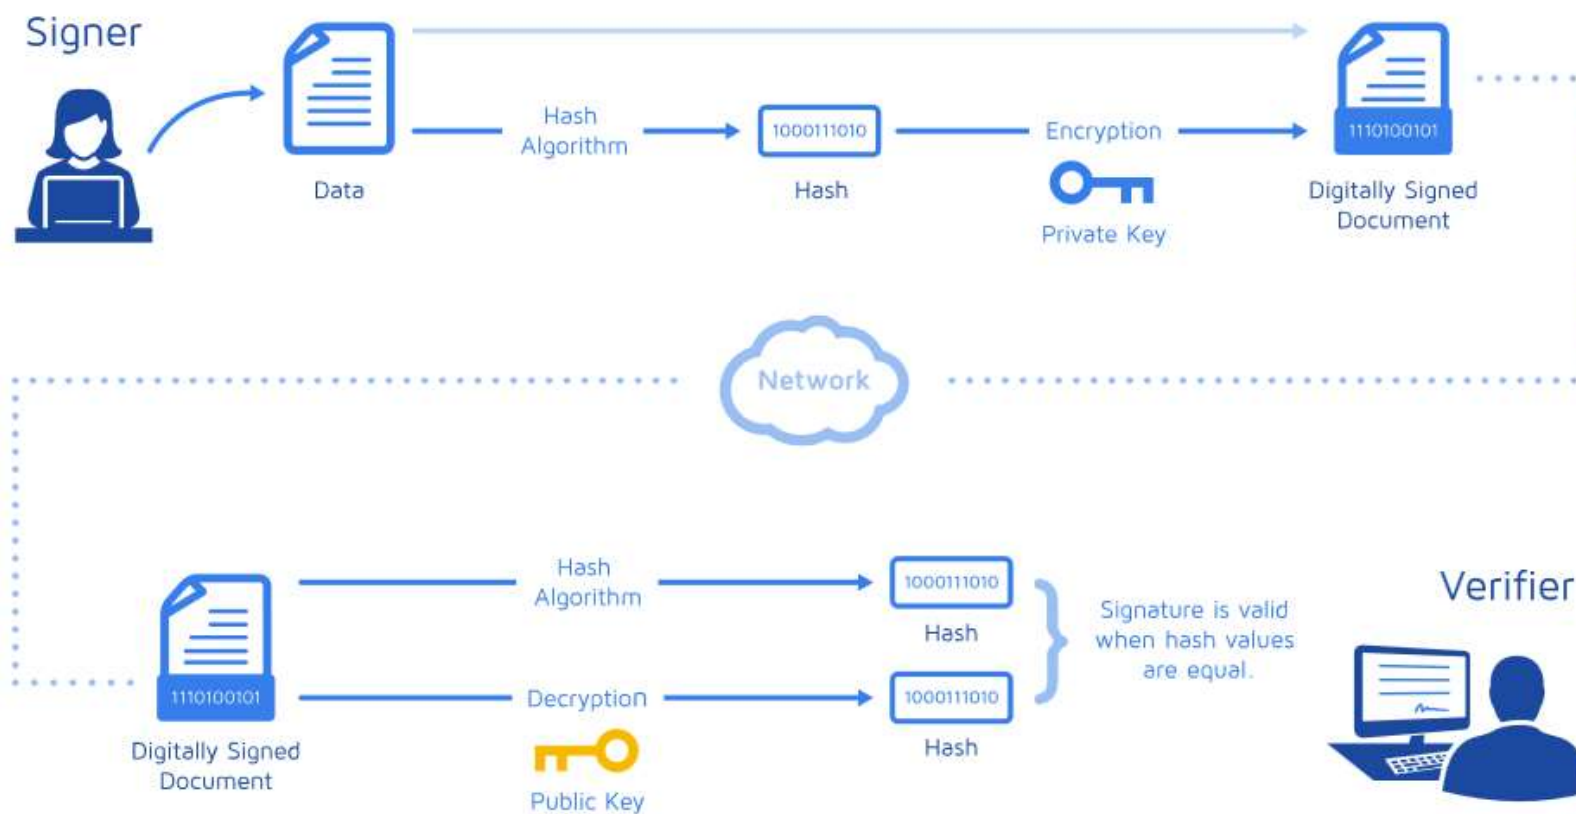 Signer
Data
Hash
Algorithm
1000111010
Hash
Encryption
Private Key
1110100101
Digitally Signed
Document
Network
1110100101
Digitally Signed
Document
Hash
Algorithm
1000111010
Hash
Decryption
Public Key
1000111010
Hash
Signature is valid
when hash values
are equal.
Verifier